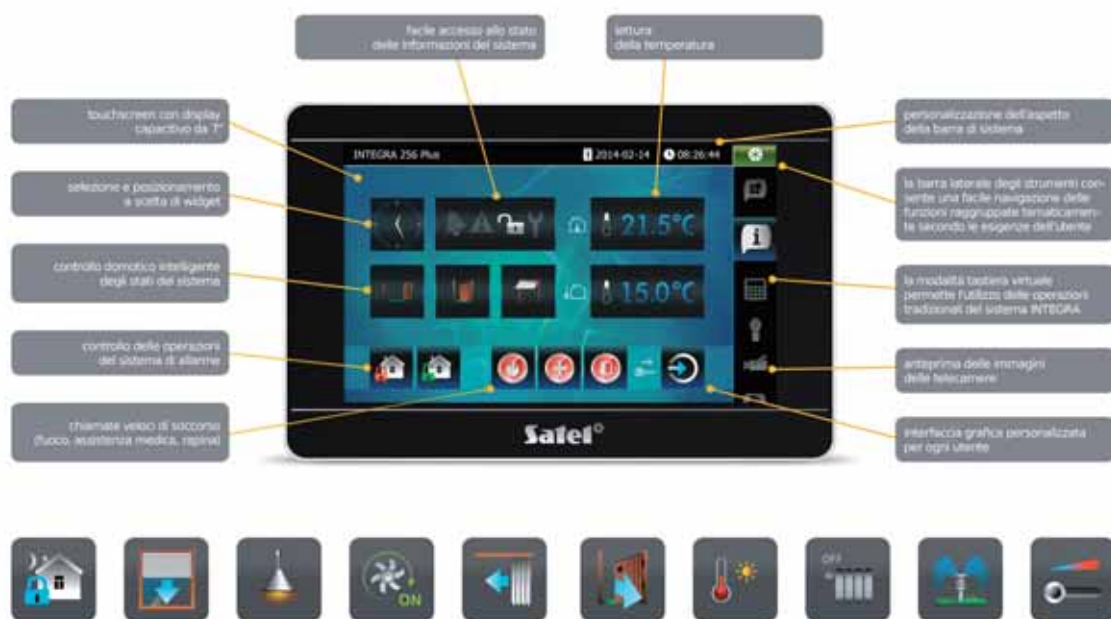 facile accesso allo stato
delle informazioni del sistema
lettura
della temperatura
touchscreen con display
capacitivo da 7"
selezione e posizionamento
a scelta di widget
controllo domotico intelligente
degli stati del sistema
controllo delle operazioni
del sistema di allarme
chiamate veloci di soccorso
(fuoco, assistenza medica, rapina)
INTEGRA 256 Plus
2014-02-14
08:26:44
21.5°C
15.0°C
i
Satel
personalizzazione dell'aspetto
della barra di sistema
la barra laterale degli strumenti con-
sente una facile navigazione delle
funzioni raggruppate tematicamen-
te secondo le esigenze dell'utente
la modalità tastiera virtuale
permette l'utilizzo delle operazioni
tradizionali del sistema INTEGRA
anteprima delle immagini
delle telecamere
interfaccia grafica personalizzata
per ogni utente
ON
OFF